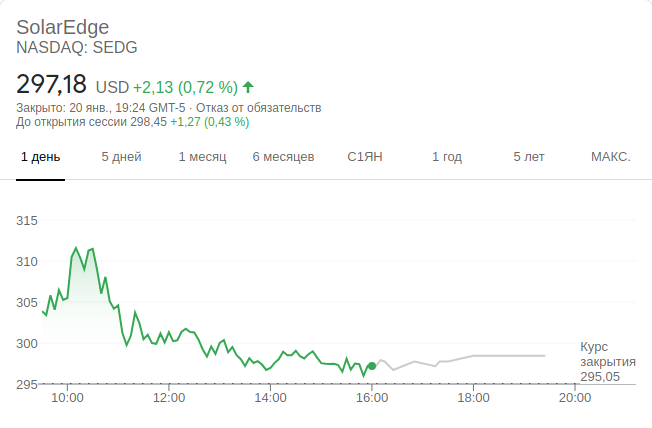 SolarEdge
NASDAQ: SEDG
297,18 USD +2,13 (0,72 %)
Закрыто: 20 янв., 19:24 GMT-5 · Отказ от обязательств
До открытия сессии 298,45 +1,27 (0,43 %)
1 день 5 дней 1 месяц 6 месяцев С1ЯН 1 год 5 лет МАКС.
315
310
305
300
295
Курс
закрытия
295,05
10:00 12:00 14:00 16:00 18:00 20:00